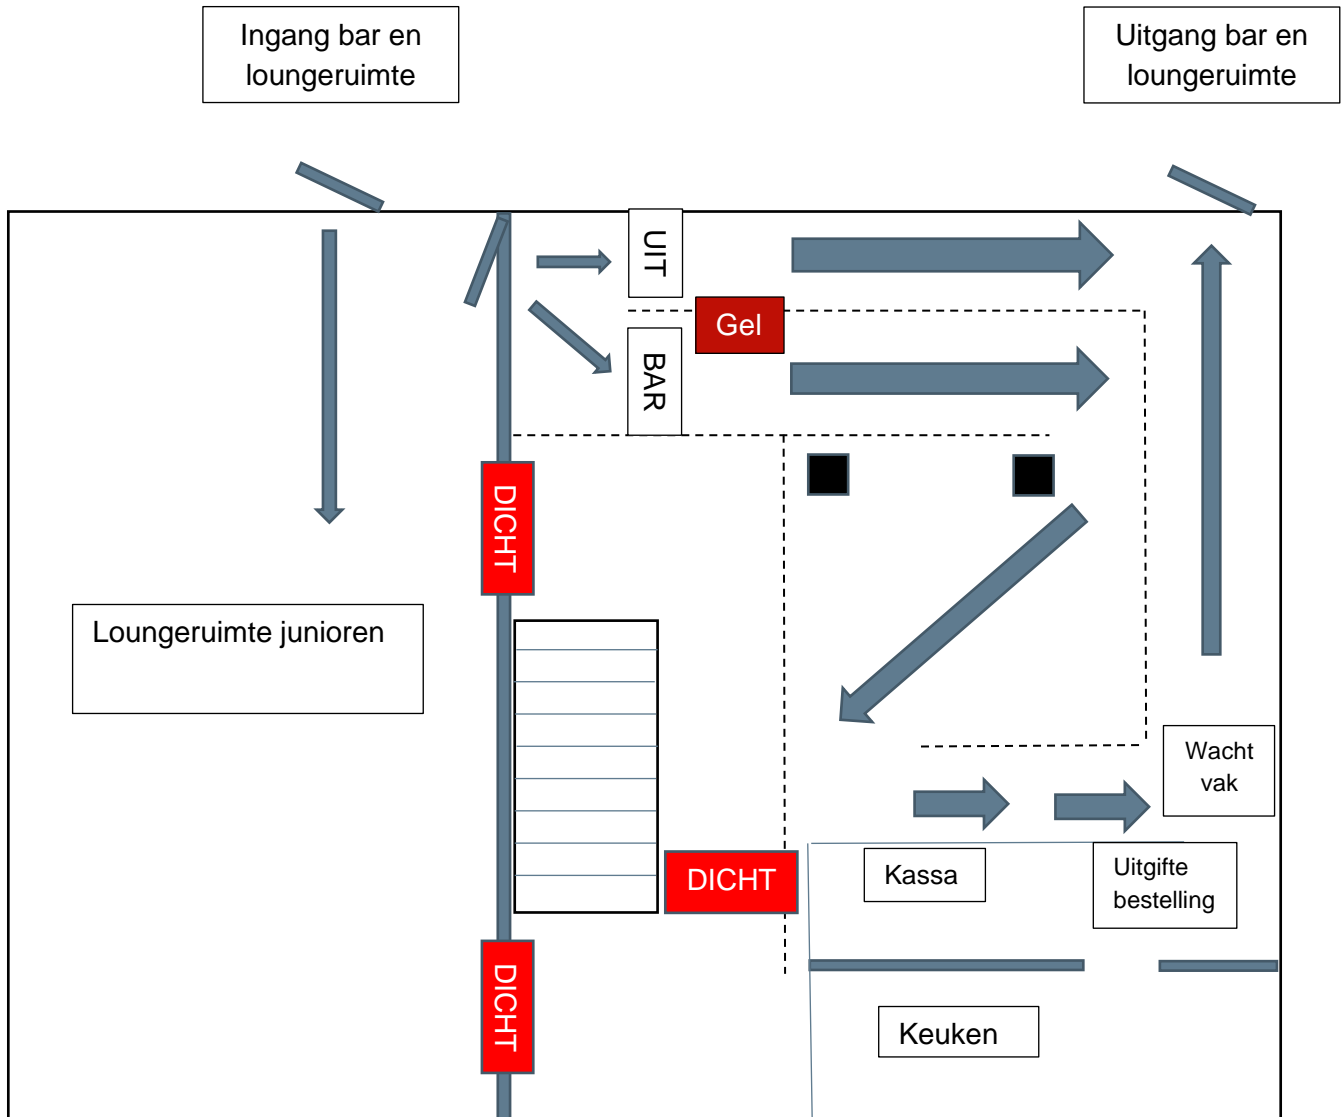 Ingang bar en
loungeruimte
Uitgang bar en
loungeruimte
UIT
Gel
BAR
DICHT
Loungeruimte junioren
Wacht
vak
DICHT
Kassa
Uitgifte
bestelling
DICHT
Keuken